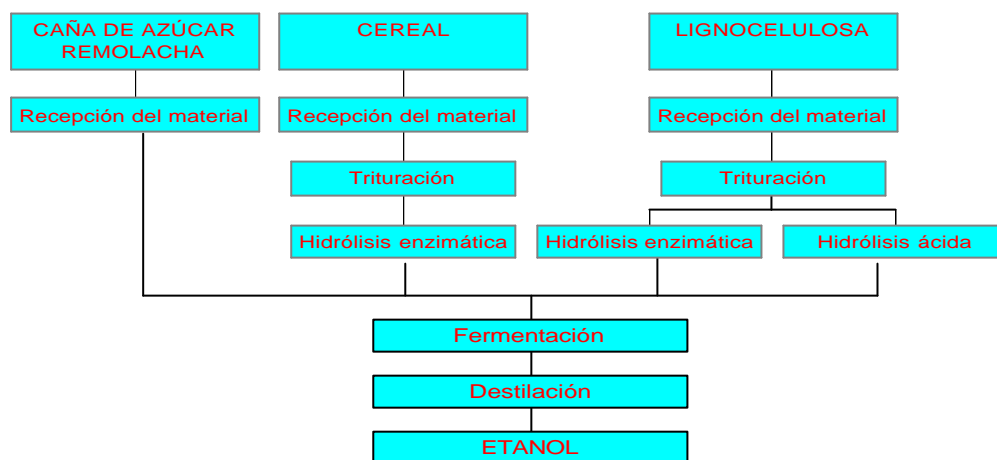 CAÑA DE AZÚCAR
REMOLACHA
CEREAL
LIGNOCELULOSA
Recepción del material
Recepción del material
Recepción del material
Trituración
Trituración
Hidrólisis enzimática
Hidrólisis enzimática
Hidrólisis ácida
Fermentación
Destilación
ETANOL